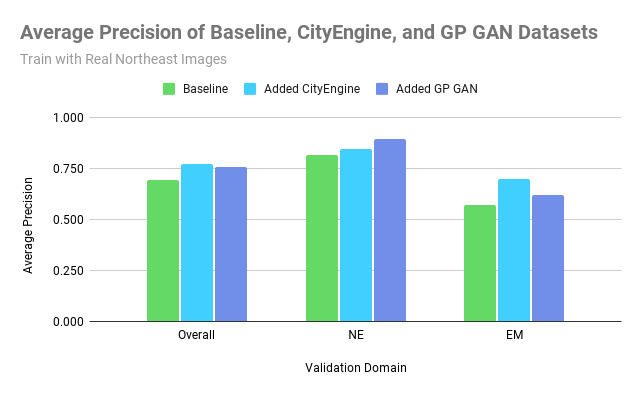 Average Precision of Baseline, CityEngine, and GP GAN Datasets
Train with Real Northeast Images
Baseline Added CityEngine Added GP GAN
1.000
0.750
0.500
0.250
0.000
Average Precision
Overall NE EM
Validation Domain